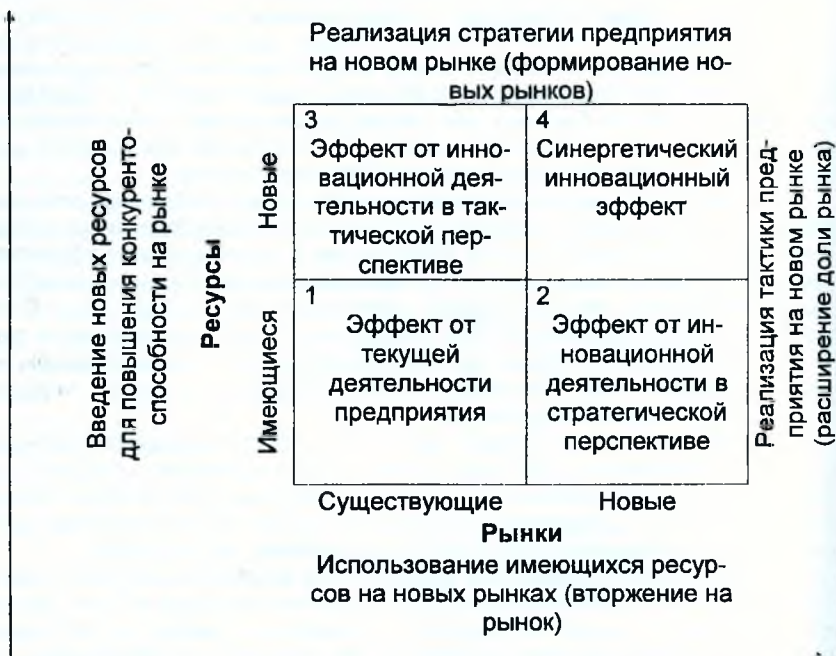 Реализация стратегии предприятия
на новом рынке (формирование но-
вых рынков)
Введение новых ресурсов
для повышения конкуренто-
способности на рынке
Ресурсы
Новые
Имеющиеся
3
Эффект от инно-
вационной дея-
тельности в так-
тической пер-
спективе
4
Синергетический
инновационный
эффект
1
Эффект от
текущей
деятельности
предприятия
2
Эффект от ин-
новационной
деятельности в
стратегической
перспективе
Реализация тактики пред-
приятия на новом рынке
(расширение доли рынка)
Существующие
Новые
Рынки
Использование имеющихся ресур-
сов на новых рынках (вторжение на
рынок)